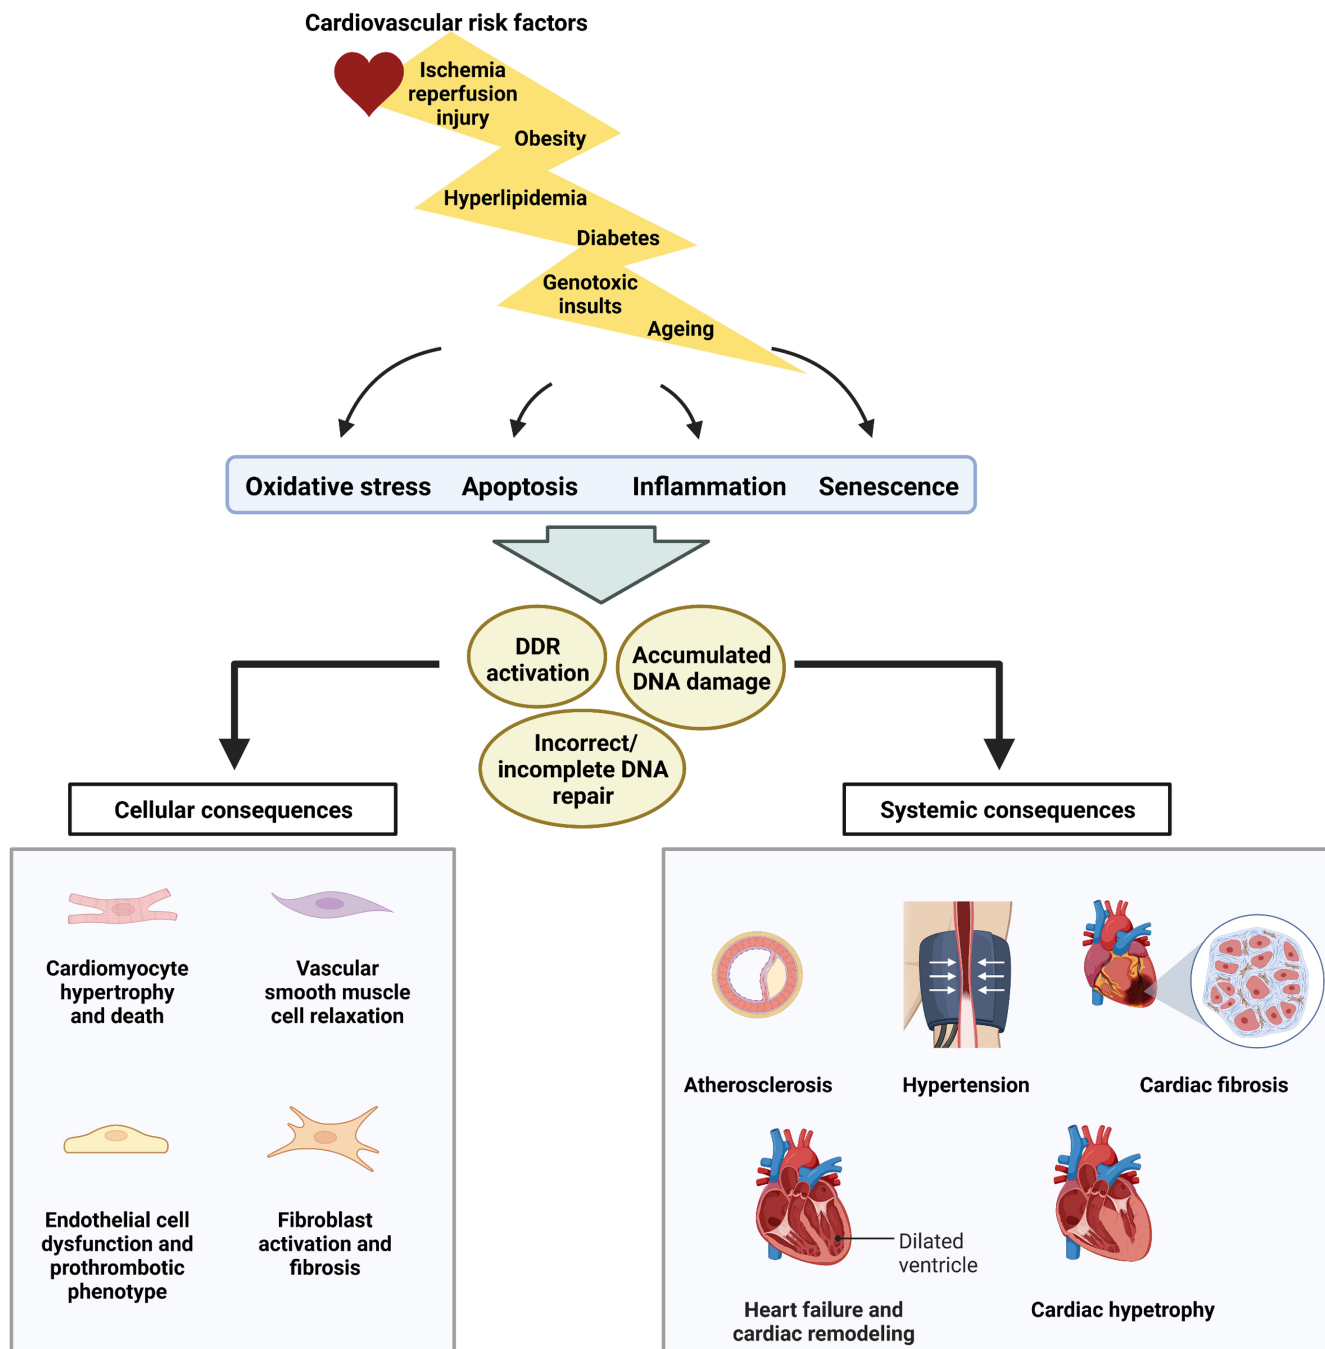 Cardiovascular risk factors
Ischemia
reperfusion
injury
Obesity
Hyperlipidemia
Diabetes
Genotoxic
insults
Ageing
Oxidative stress
Apoptosis
Inflammation
Senescence
DDR
activation
Accumulated
DNA damage
Incorrect/
incomplete DNA
repair
Cellular consequences
Systemic consequences
Cardiomyocyte
hypertrophy
and death
Vascular
smooth muscle
cell relaxation
Endothelial cell
dysfunction and
prothrombotic
phenotype
Fibroblast
activation and
fibrosis
Atherosclerosis
Hypertension
Cardiac fibrosis
Dilated
ventricle
Heart failure and
cardiac remodeling
Cardiac hypetrophy